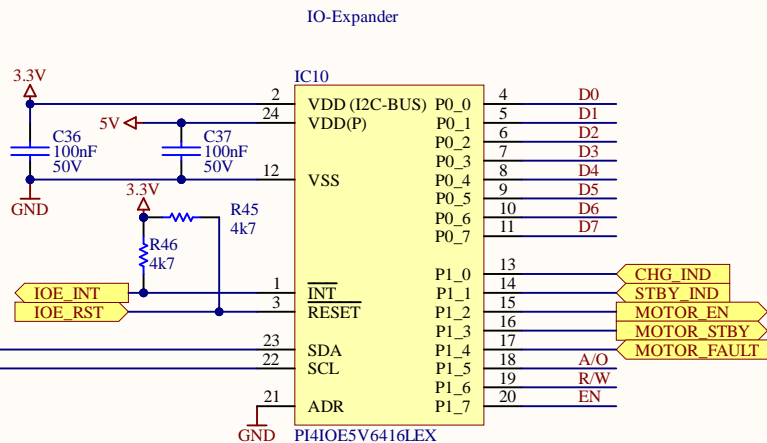 IO-Expander
IC10
3.3V
2 VDD (I2C-BUS) P0_0 4 D0
5V 24 VDD(P) P0_1 5 D1
P0_2 6 D2
C36 C37 P0_3 7 D3
100nF 100nF
50V 50V
12 VSS P0_4 8 D4
P0_5 9 D5
3.3V
GND
R45 P0_6 10 D6
4k7 P0_7 11 D7
R46
4k7
P1_0 13 CHG_IND
IOE_INT 1 INT P1_1 14 STBY_IND
IOE_RST 3 RESET P1_2 15 MOTOR_EN
P1_3 16 MOTOR_STBY
23 SDA P1_4 17 MOTOR_FAULT
22 SCL P1_5 18 A/O
P1_6 19 R/W
21 ADR P1_7 20 EN
GND
PI4IOE5V6416LEX